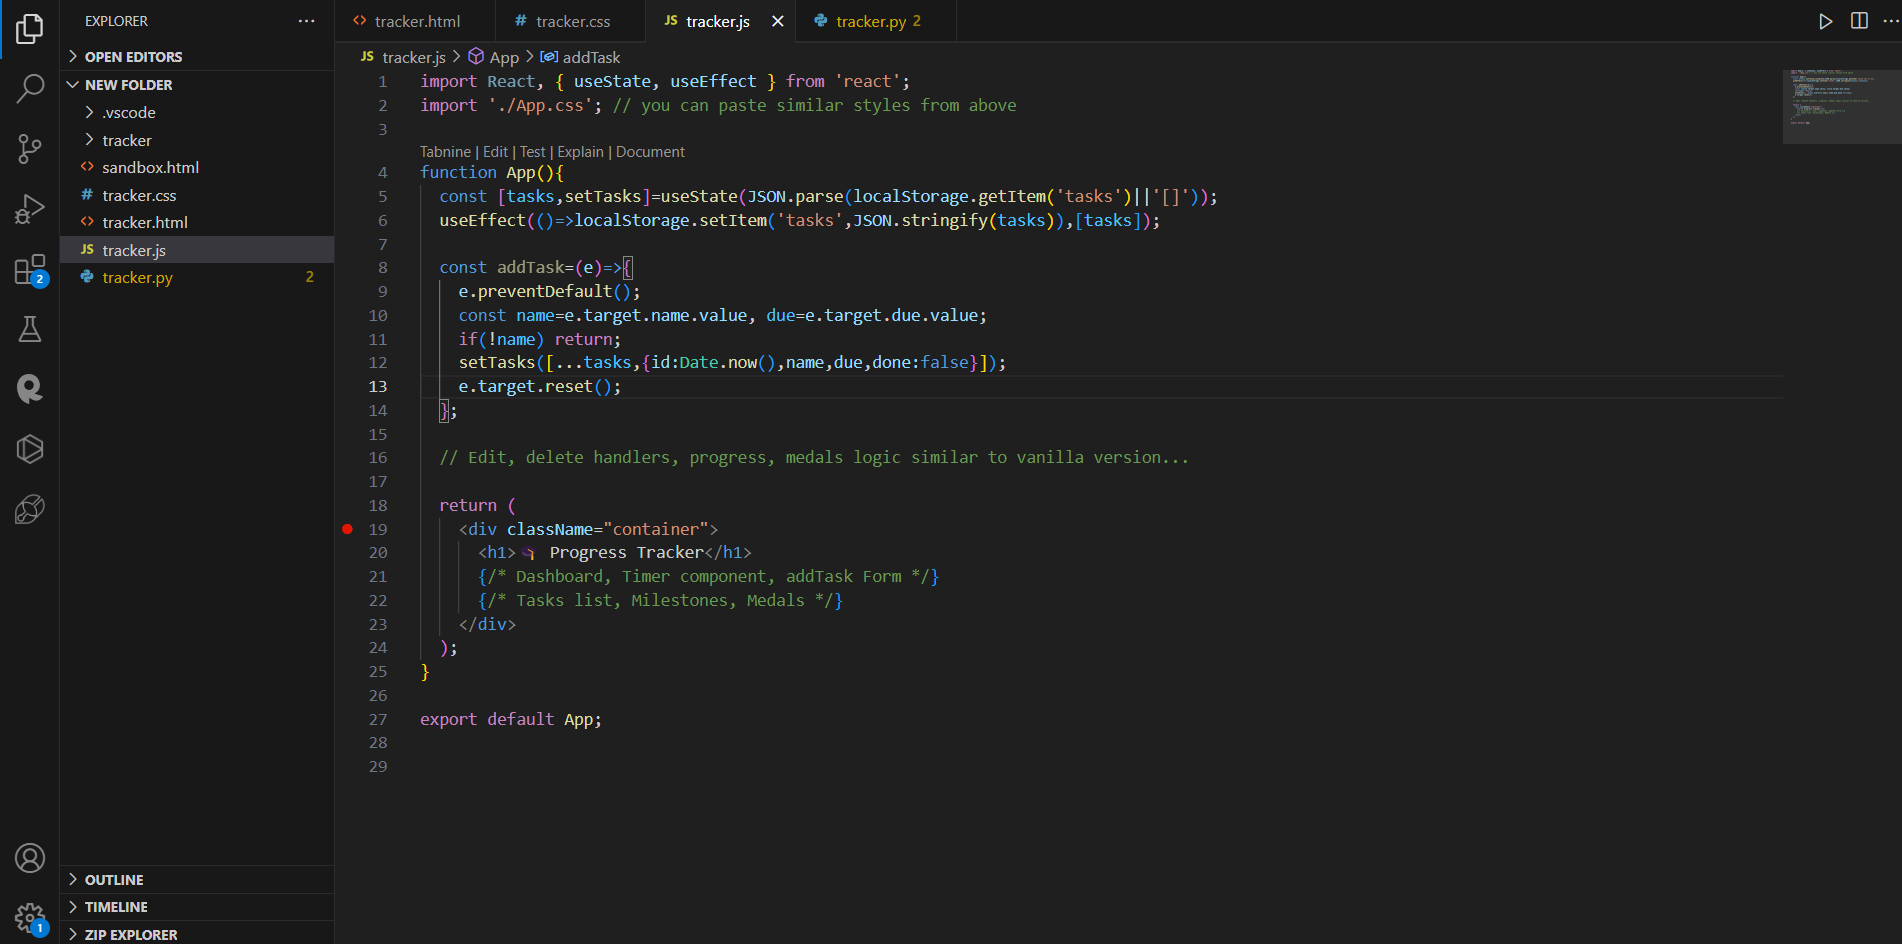 EXPLORER
OPEN EDITORS
NEW FOLDER
.vscode
tracker
sandbox.html
tracker.css
tracker.html
tracker.js
tracker.py 2
OUTLINE
TIMELINE
ZIP EXPLORER
2
1
tracker.html
tracker.css
JS tracker.js
tracker.py 2
JS tracker.js > App > addTask
1 import React, { useState, useEffect } from 'react';
2 import './App.css'; // you can paste similar styles from above
3
Tabnine | Edit | Test | Explain | Document
4 function App(){
5 const [tasks,setTasks]=useState(JSON.parse(localStorage.getItem('tasks')||'[]'));
6 useEffect(()=>localStorage.setItem('tasks',JSON.stringify(tasks)),[tasks]);
7
8 const addTask=(e)=>{
9 e.preventDefault();
10 const name=e.target.name.value, due=e.target.due.value;
11 if(!name) return;
12 setTasks([...tasks,{id:Date.now(),name,due,done:false}]);
13 e.target.reset();
14 };
15
16 // Edit, delete handlers, progress, medals logic similar to vanilla version...
17
18 return (
19 <div className="container">
20 <h1>🎓 Progress Tracker</h1>
21 {/* Dashboard, Timer component, addTask Form */}
22 {/* Tasks list, Milestones, Medals */}
23 </div>
24 );
25 }
26
27 export default App;
28
29